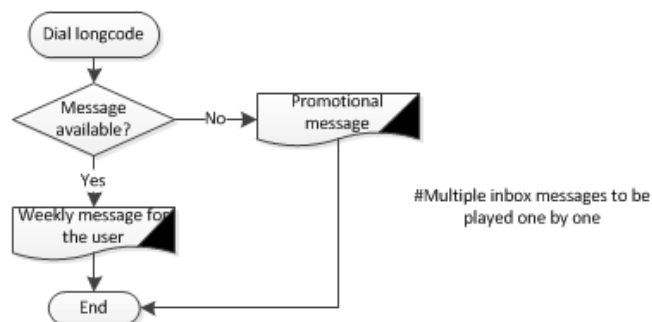 Dial longcode
Message
available?
No
Promotional
message
Yes
Weekly message for
the user
#Multiple inbox messages to be
played one by one
End